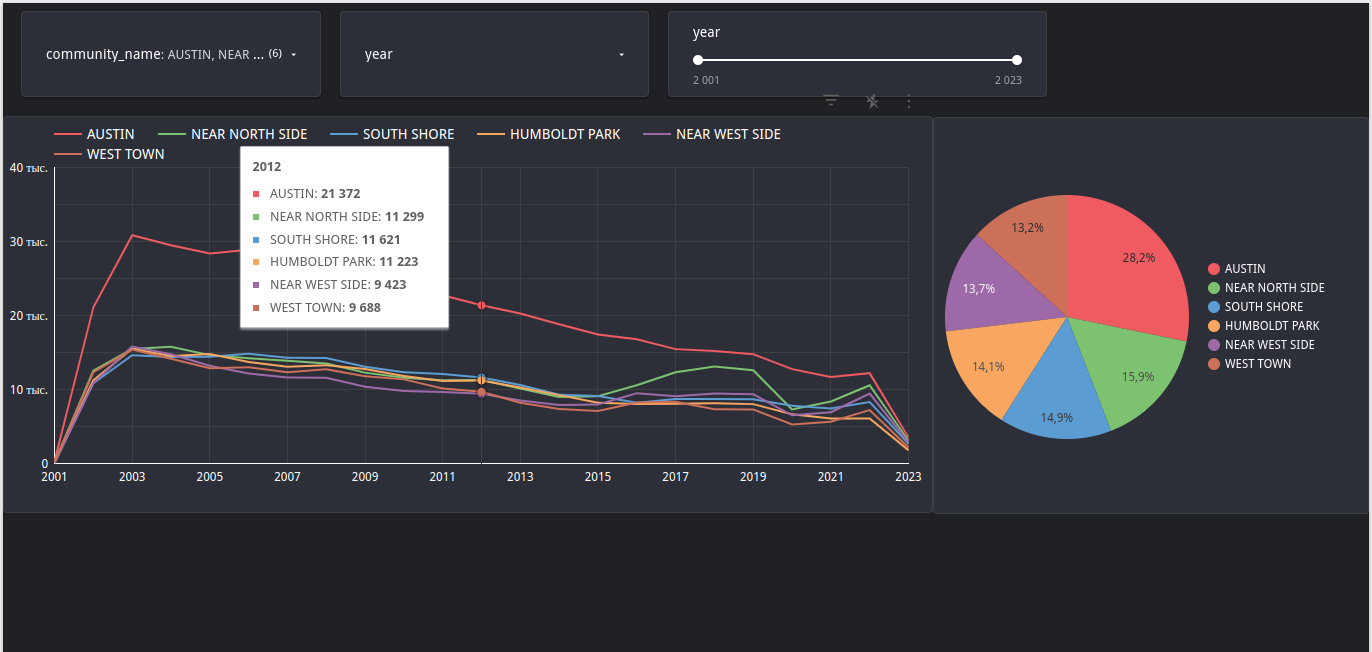 community_name: AUSTIN, NEAR ... (6)
year
year
2 001 2 023
AUSTIN NEAR NORTH SIDE SOUTH SHORE HUMBOLDT PARK NEAR WEST SIDE
WEST TOWN
40 тыс.
30 тыс.
20 тыс.
10 тыс.
0
2001 2003 2005 2007 2009 2011 2013 2015 2017 2019 2021 2023
2012
AUSTIN: 21 372
NEAR NORTH SIDE: 11 299
SOUTH SHORE: 11 621
HUMBOLDT PARK: 11 223
NEAR WEST SIDE: 9 423
WEST TOWN: 9 688
13,2%
28,2%
13,7%
14,1%
15,9%
14,9%
AUSTIN
NEAR NORTH SIDE
SOUTH SHORE
HUMBOLDT PARK
NEAR WEST SIDE
WEST TOWN